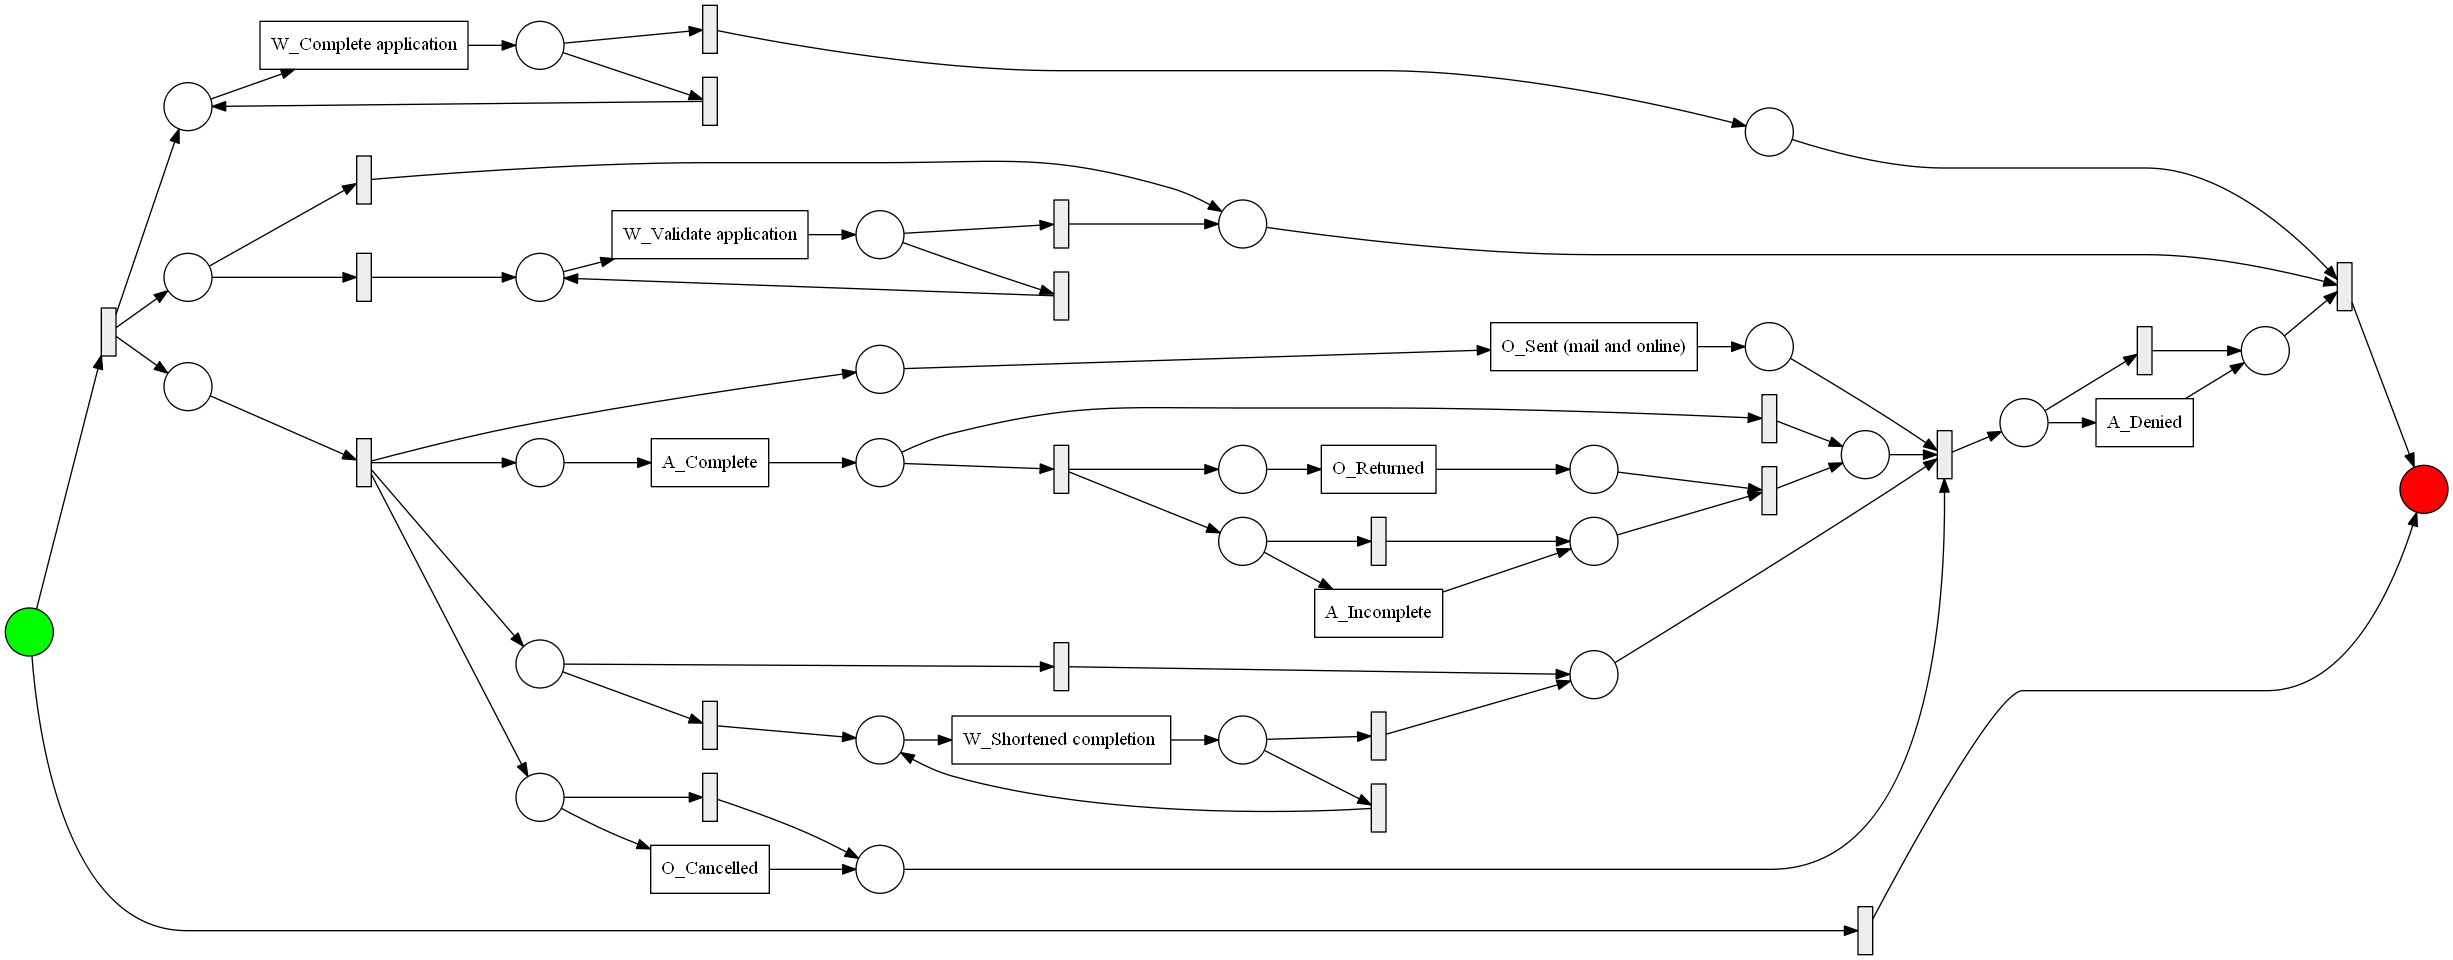 W_Complete application
W_Validate application
O_Sent (mail and online)
A_Denied
A_Complete
O_Returned
A_Incomplete
W_Shortened completion
O_Cancelled